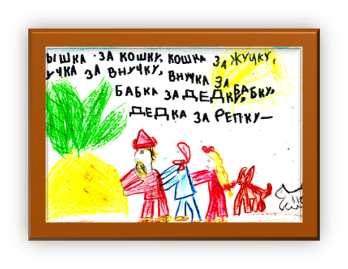 ЫШКА ЗА КОШКУ, КОШКА ЗА ЖУЧКУ,
УЧКА ЗА ВНУЧКУ, ВНУЧКА ЗА
БАБКА ЗА ДЕДКУ, БАБКУ,
ДЕДКА ЗА РЕПКУ—